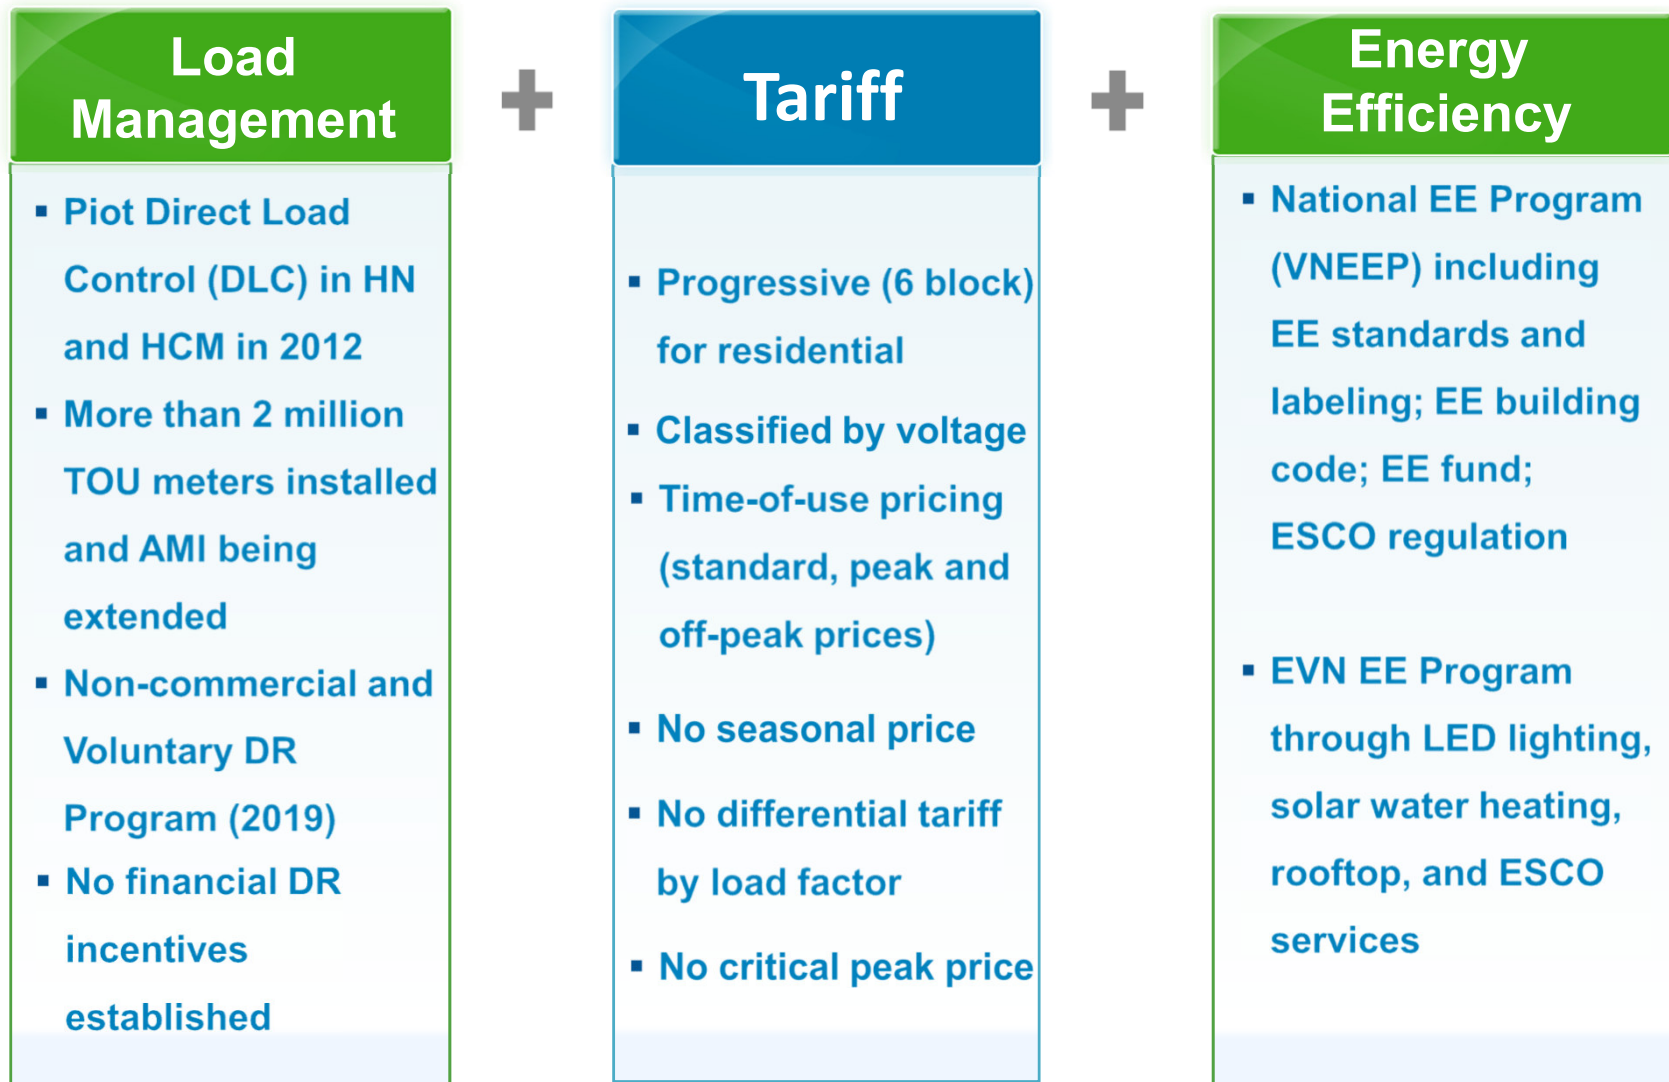 Load
Management
▪ Piot Direct Load
Control (DLC) in HN
and HCM in 2012
▪ More than 2 million
TOU meters installed
and AMI being
extended
▪ Non-commercial and
Voluntary DR
Program (2019)
▪ No financial DR
incentives
established
+
Tariff
▪ Progressive (6 block)
for residential
▪ Classified by voltage
▪ Time-of-use pricing
(standard, peak and
off-peak prices)
▪ No seasonal price
▪ No differential tariff
by load factor
▪ No critical peak price
+
Energy
Efficiency
▪ National EE Program
(VNEEP) including
EE standards and
labeling; EE building
code; EE fund;
ESCO regulation
▪ EVN EE Program
through LED lighting,
solar water heating,
rooftop, and ESCO
services